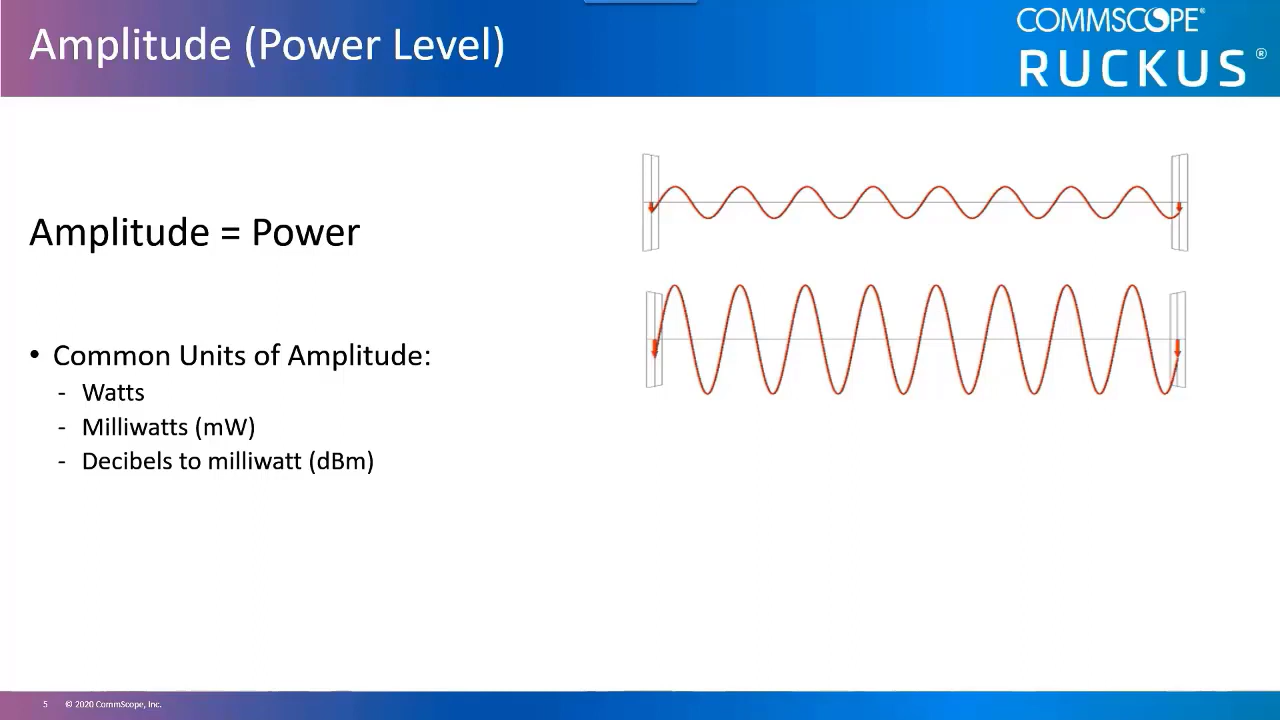 Amplitude (Power Level)
COMMSCOPE®
RUCKUS®
Amplitude = Power
• Common Units of Amplitude:
- Watts
- Milliwatts (mW)
- Decibels to milliwatt (dBm)
5 © 2020 CommScope, Inc.